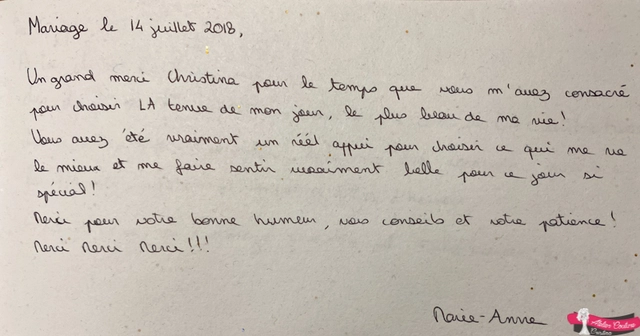 Mariage le 14 juillet 2018,
Un grand merci Christina pour le temps que vous m'avez consacré
pour choisir LA tenue de mon jour, le plus beau de ma vie!
Vous avez été vraiment un réel appui pour choisir ce qui me va
le mieux et me faire sentir vraiment belle pour ce jour si
spécial!
Merci pour votre bonne humeur, vos conseils et votre patience!
Merci Merci Merci!!!
Marie-Anne